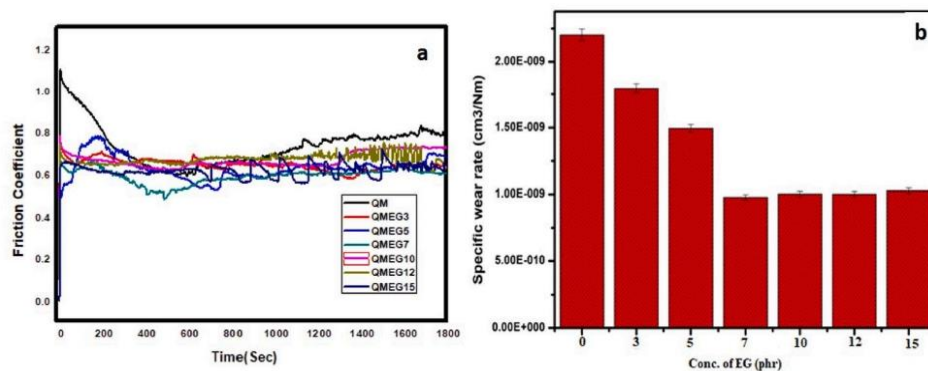 a
Friction Coefficient
1.2
1.0
0.8
0.6
0.4
0.2
0.0
QM
QMEG3
QMEG5
QMEG7
QMEG10
QMEG12
QMEG15
0 200 400 600 800 1000 1200 1400 1600 1800
Time( Sec)
b
Specific wear rate (cm3/Nm)
2.00E-009
1.50E-009
1.00E-009
5.00E-010
0.00E+000
0 3 5 7 10 12 15
Conc. of EG (phr)